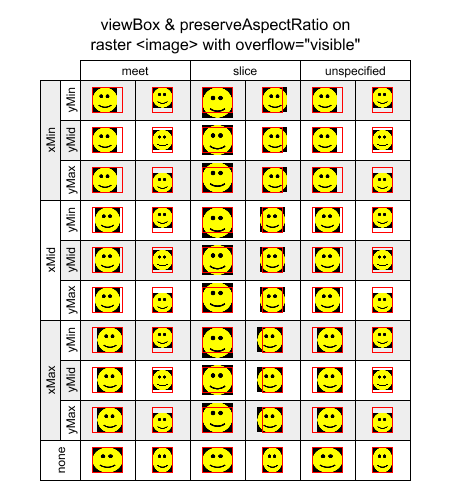 viewBox & preserveAspectRatio on
raster <image> with overflow="visible"
meet slice unspecified
xMin yMin
yMid
yMax
xMid yMin
yMid
yMax
xMax yMin
yMid
yMax
none